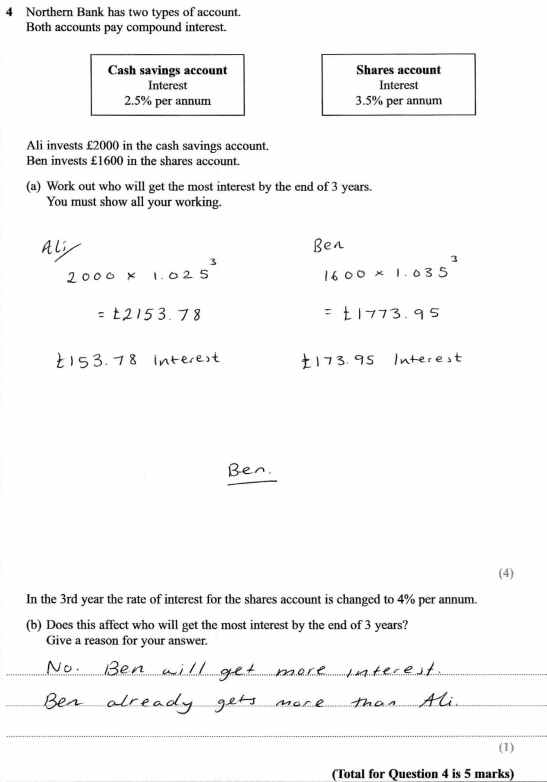 4 Northern Bank has two types of account.
Both accounts pay compound interest.
Cash savings account
Interest
2.5% per annum
Shares account
Interest
3.5% per annum
Ali invests £2000 in the cash savings account.
Ben invests £1600 in the shares account.
(a) Work out who will get the most interest by the end of 3 years.
You must show all your working.
Ali
2000 × 1.025³
= £2153.78
£153.78 Interest
Ben
1600 × 1.035³
= £1773.95
£173.95 Interest
Ben.
(4)
In the 3rd year the rate of interest for the shares account is changed to 4% per annum.
(b) Does this affect who will get the most interest by the end of 3 years?
Give a reason for your answer.
No. Ben will get more interest.
Ben already gets more than Ali.
(1)
(Total for Question 4 is 5 marks)